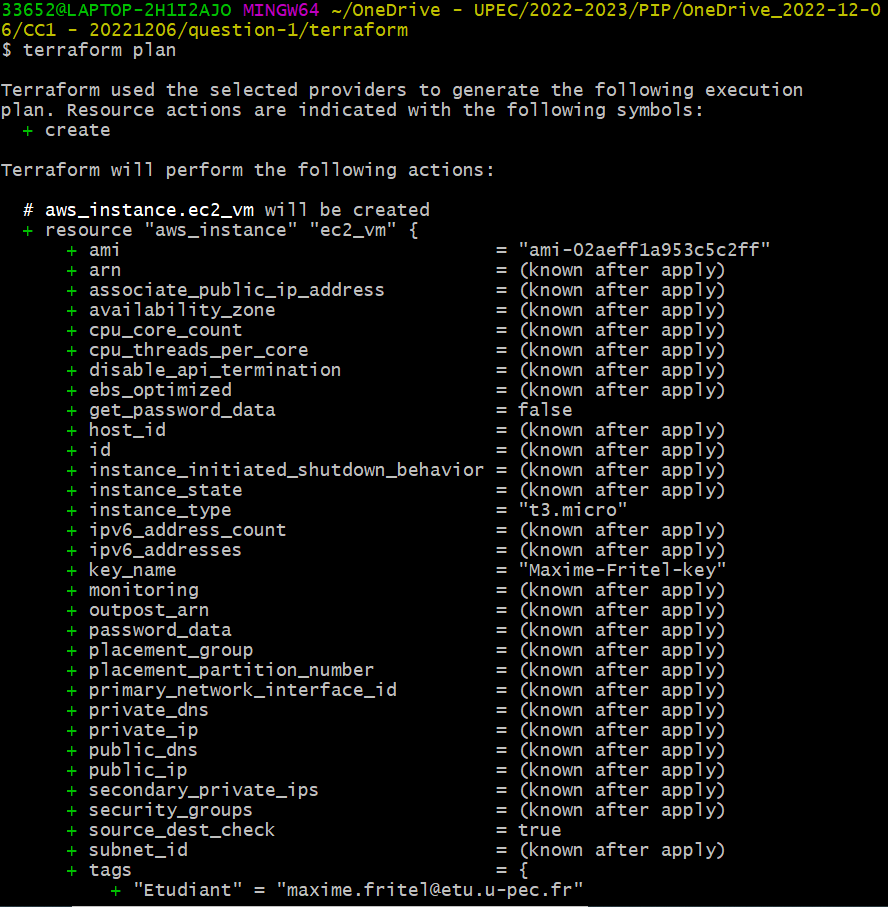 33652@LAPTOP-2H1I2AJO MINGW64 ~/OneDrive - UPEC/2022-2023/PIP/OneDrive_2022-12-0
6/CC1 - 20221206/question-1/terraform
$ terraform plan

Terraform used the selected providers to generate the following execution
plan. Resource actions are indicated with the following symbols:
  + create

Terraform will perform the following actions:

  # aws_instance.ec2_vm will be created
  + resource "aws_instance" "ec2_vm" {
      + ami                                  = "ami-02aeff1a953c5c2ff"
      + arn                                  = (known after apply)
      + associate_public_ip_address          = (known after apply)
      + availability_zone                    = (known after apply)
      + cpu_core_count                       = (known after apply)
      + cpu_threads_per_core                 = (known after apply)
      + disable_api_termination              = (known after apply)
      + ebs_optimized                        = (known after apply)
      + get_password_data                    = false
      + host_id                              = (known after apply)
      + id                                   = (known after apply)
      + instance_initiated_shutdown_behavior = (known after apply)
      + instance_state                       = (known after apply)
      + instance_type                        = "t3.micro"
      + ipv6_address_count                   = (known after apply)
      + ipv6_addresses                       = (known after apply)
      + key_name                             = "Maxime-Fritel-key"
      + monitoring                           = (known after apply)
      + outpost_arn                          = (known after apply)
      + password_data                        = (known after apply)
      + placement_group                      = (known after apply)
      + placement_partition_number           = (known after apply)
      + primary_network_interface_id         = (known after apply)
      + private_dns                          = (known after apply)
      + private_ip                           = (known after apply)
      + public_dns                           = (known after apply)
      + public_ip                            = (known after apply)
      + secondary_private_ips                = (known after apply)
      + security_groups                      = (known after apply)
      + source_dest_check                    = true
      + subnet_id                            = (known after apply)
      + tags                                 = {
          + "Etudiant" = "maxime.fritel@etu.u-pec.fr"